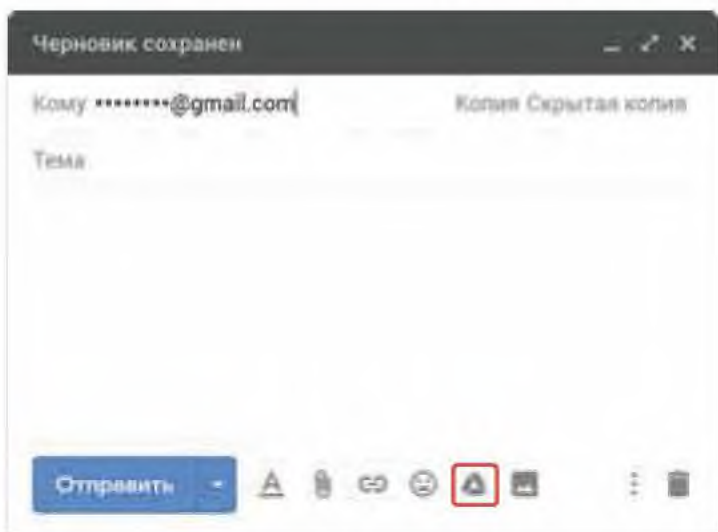 Черновик сохранен
Кому ••••••••@gmail.com Копия Скрытая копия
Тема
Отправить